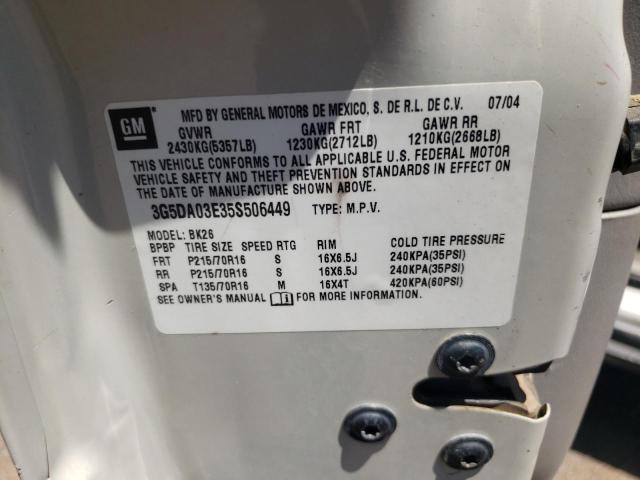 GM
MFD BY GENERAL MOTORS DE MEXICO, S. DE R.L. DE C.V. 07/04
GVWR GAWR FRT GAWR RR
2430KG(5357LB) 1230KG(2712LB) 1210KG(2668LB)
THIS VEHICLE CONFORMS TO ALL APPLICABLE U.S. FEDERAL MOTOR
VEHICLE SAFETY AND THEFT PREVENTION STANDARDS IN EFFECT ON
THE DATE OF MANUFACTURE SHOWN ABOVE.
3G5DA03E35S506449 TYPE: M.P.V.
MODEL: BK26
BPBP TIRE SIZE SPEED RTG RIM COLD TIRE PRESSURE
FRT P215/70R16 S 16X6.5J 240KPA(35PSI)
RR P215/70R16 S 16X6.5J 240KPA(35PSI)
SPA T135/70R16 M 16X4T 420KPA(60PSI)
SEE OWNER'S MANUAL FOR MORE INFORMATION.